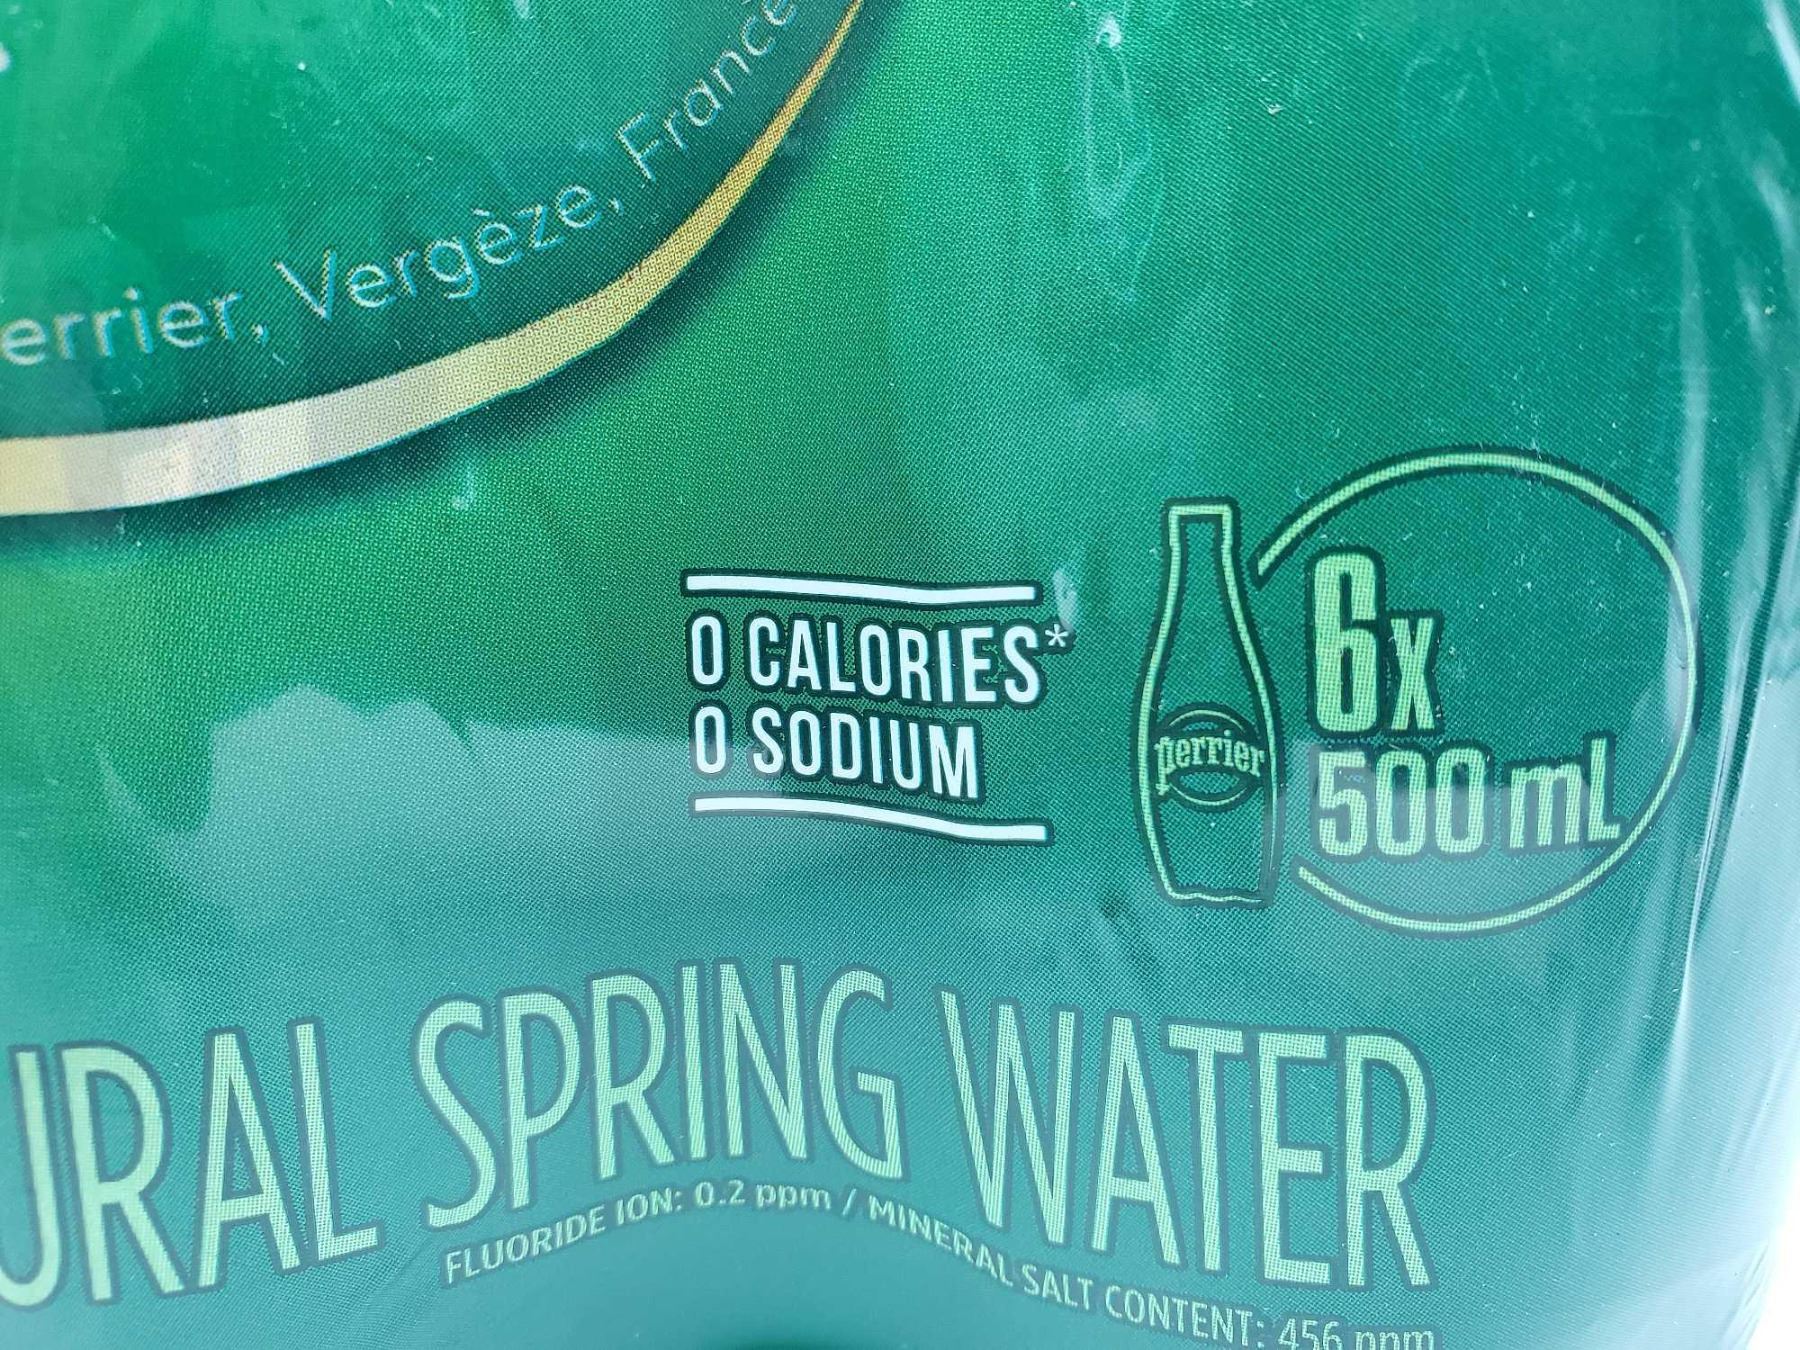 errier, Vergèze, France
0 CALORIES*
0 SODIUM
perrier
6x
500 mL
URAL SPRING WATER
FLUORIDE ION: 0.2 ppm / MINERAL SALT CONTENT: 456 ppm